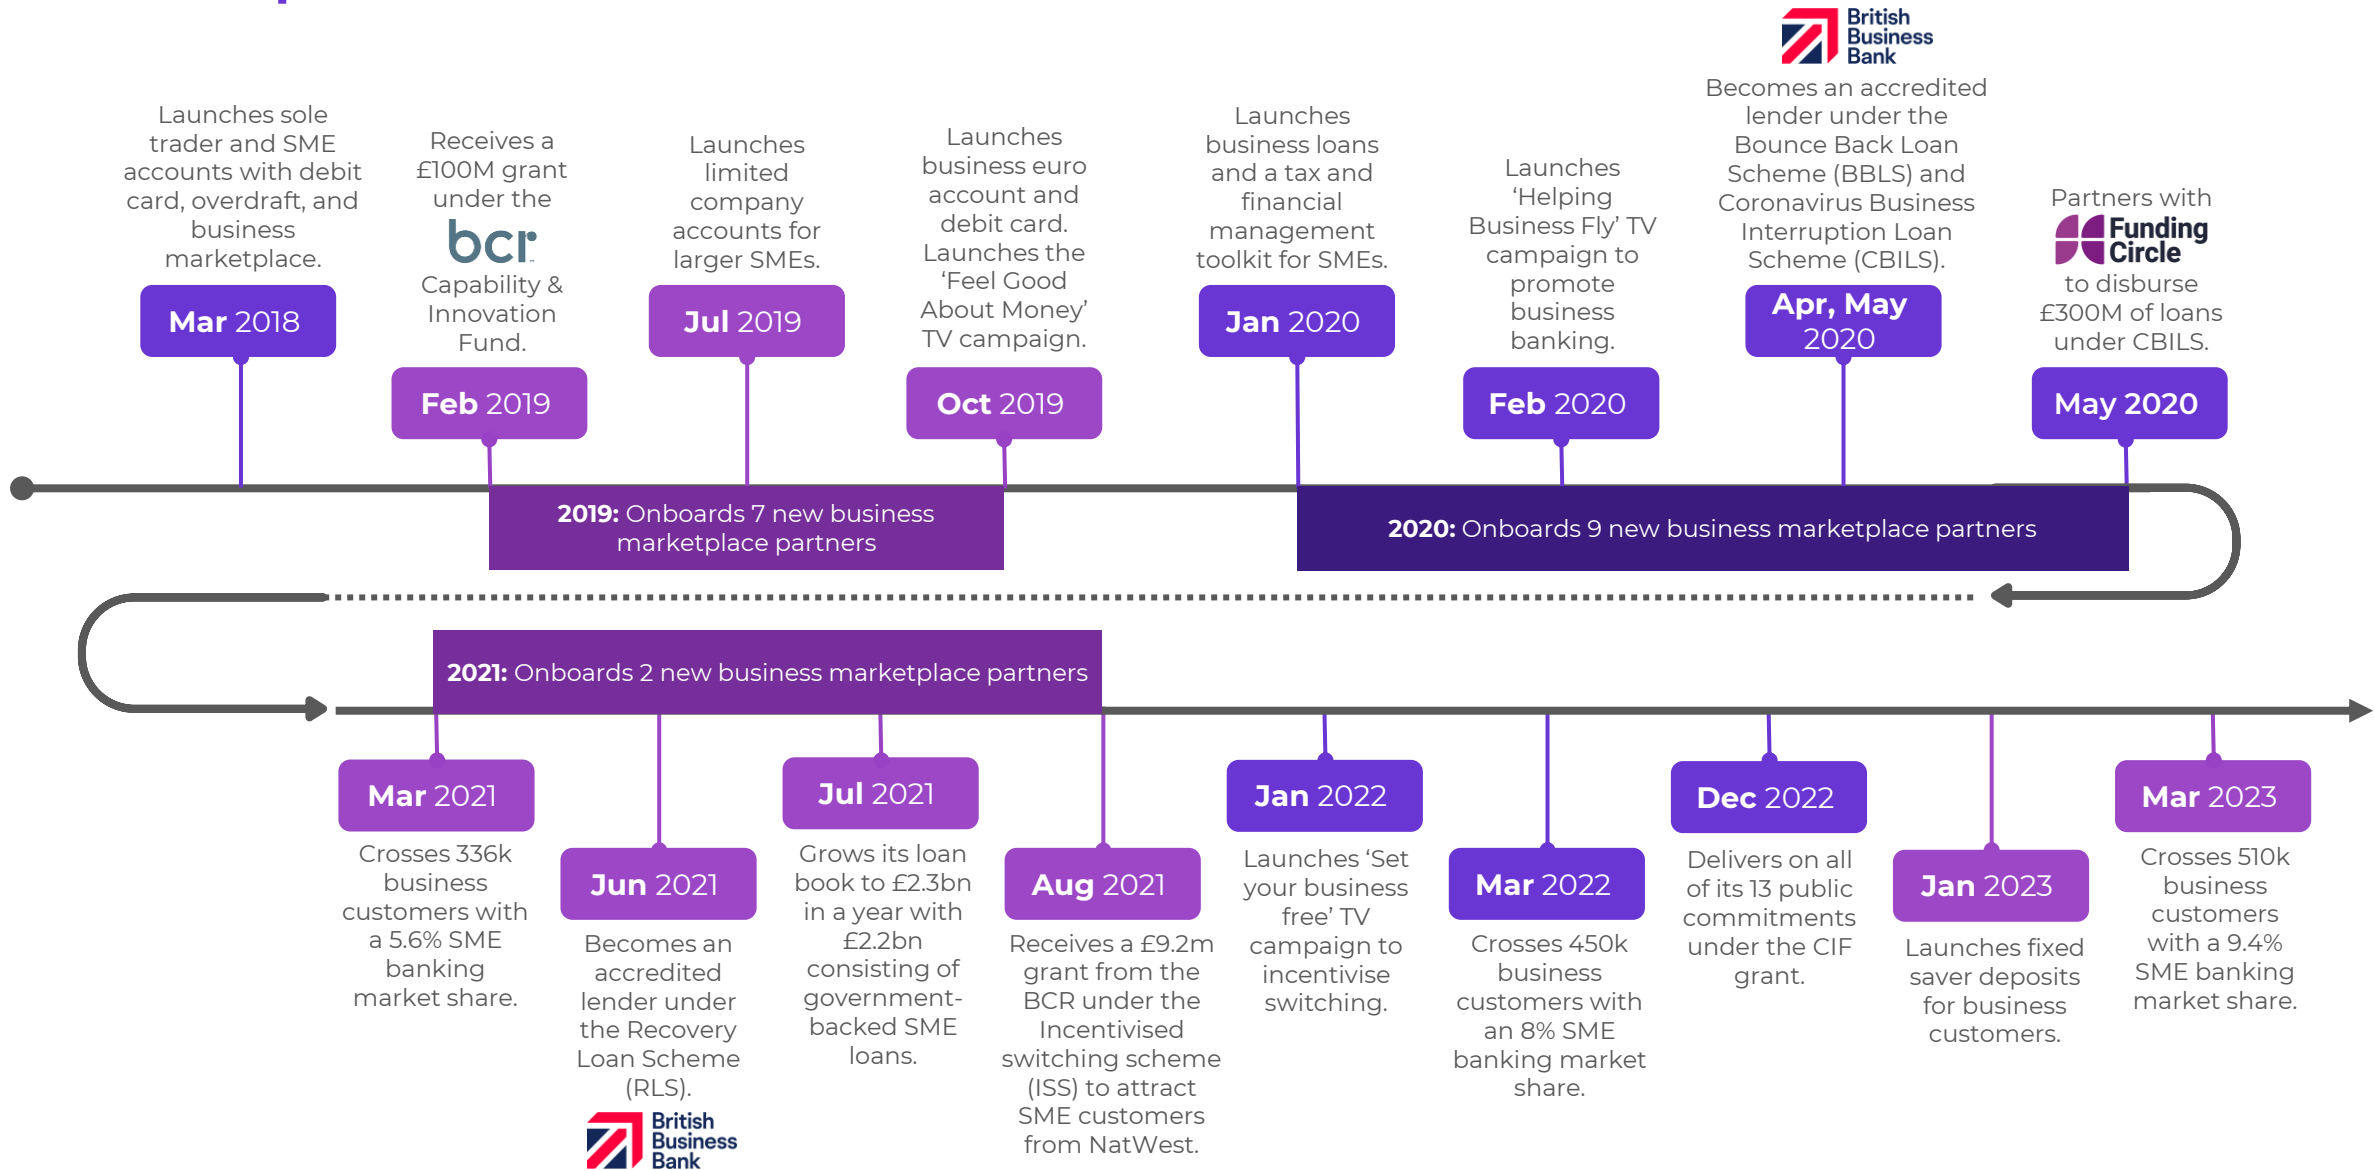 Launches sole
trader and SME
accounts with debit
card, overdraft, and
business
marketplace.
Mar 2018
Receives a
£100M grant
under the
bcr
Capability &
Innovation
Fund.
Feb 2019
Launches
limited
company
accounts for
larger SMEs.
Jul 2019
Launches
business euro
account and
debit card.
Launches the
‘Feel Good
About Money’
TV campaign.
Oct 2019
Launches
business loans
and a tax and
financial
management
toolkit for SMEs.
Jan 2020
Launches
‘Helping
Business Fly’ TV
campaign to
promote
business
banking.
Feb 2020
British
Business
Bank
Becomes an accredited
lender under the
Bounce Back Loan
Scheme (BBLS) and
Coronavirus Business
Interruption Loan
Scheme (CBILS).
Apr, May
2020
Partners with
Funding
Circle
to disburse
£300M of loans
under CBILS.
May 2020
2019: Onboards 7 new business
marketplace partners
2020: Onboards 9 new business marketplace partners
2021: Onboards 2 new business marketplace partners
Mar 2021
Crosses 336k
business
customers with
a 5.6% SME
banking
market share.
Jun 2021
Becomes an
accredited
lender under
the Recovery
Loan Scheme
(RLS).
British
Business
Bank
Jul 2021
Grows its loan
book to £2.3bn
in a year with
£2.2bn
consisting of
government-
backed SME
loans.
Aug 2021
Receives a £9.2m
grant from the
BCR under the
Incentivised
switching scheme
(ISS) to attract
SME customers
from NatWest.
Jan 2022
Launches ‘Set
your business
free’ TV
campaign to
incentivise
switching.
Mar 2022
Crosses 450k
business
customers with
an 8% SME
banking market
share.
Dec 2022
Delivers on all
of its 13 public
commitments
under the CIF
grant.
Jan 2023
Launches fixed
saver deposits
for business
customers.
Mar 2023
Crosses 510k
business
customers
with a 9.4%
SME banking
market share.